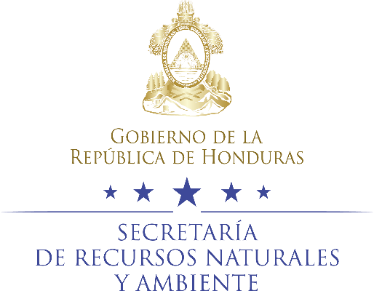 GOBIERNO DE LA
REPÚBLICA DE HONDURAS
SECRETARÍA
DE RECURSOS NATURALES
Y AMBIENTE